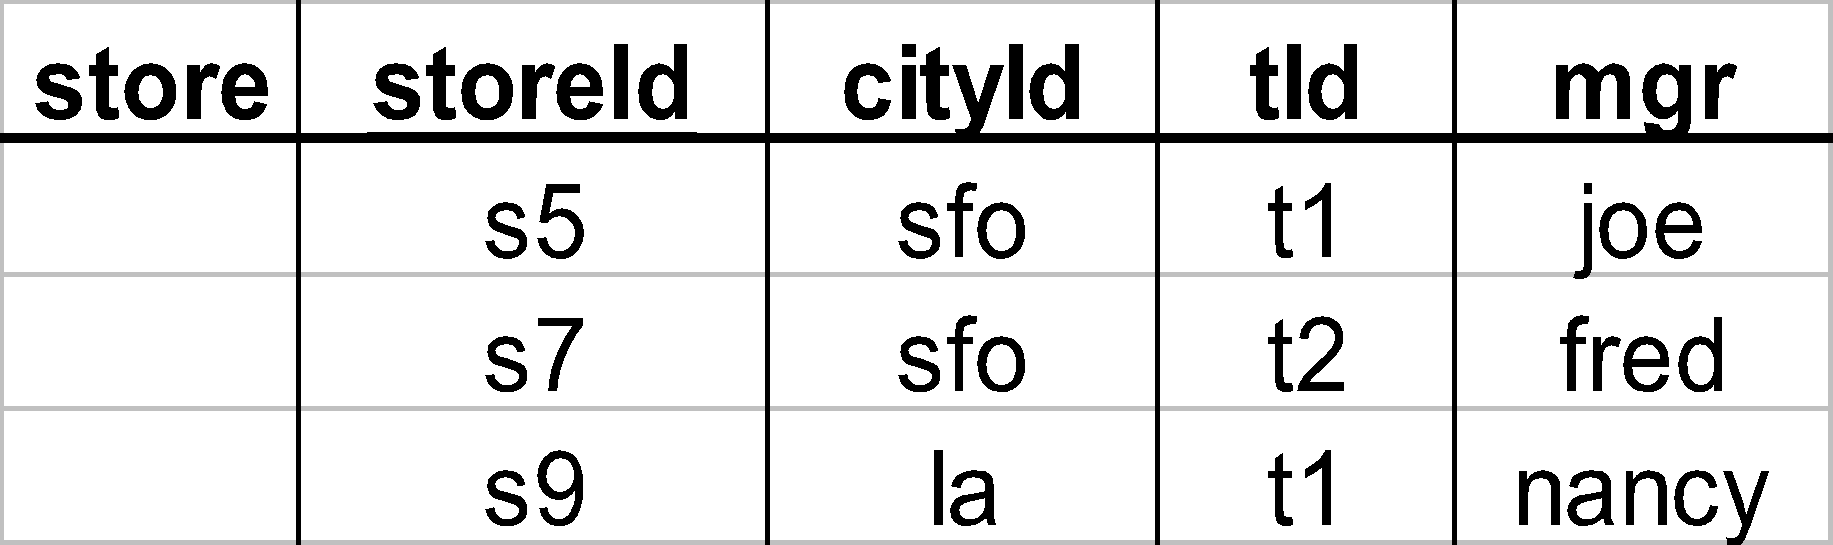 store storeId cityId tId mgr
s5 sfo t1 joe
s7 sfo t2 fred
s9 la t1 nancy